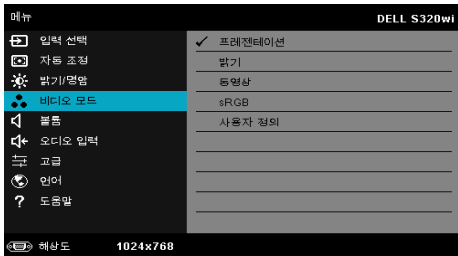 메뉴
DELL S320wi
입력 선택
자동 조정
밝기/명암
비디오 모드
볼륨
오디오 입력
고급
언어
? 도움말
✓ 프레젠테이션
밝기
동영상
sRGB
사용자 정의
해상도 1024x768